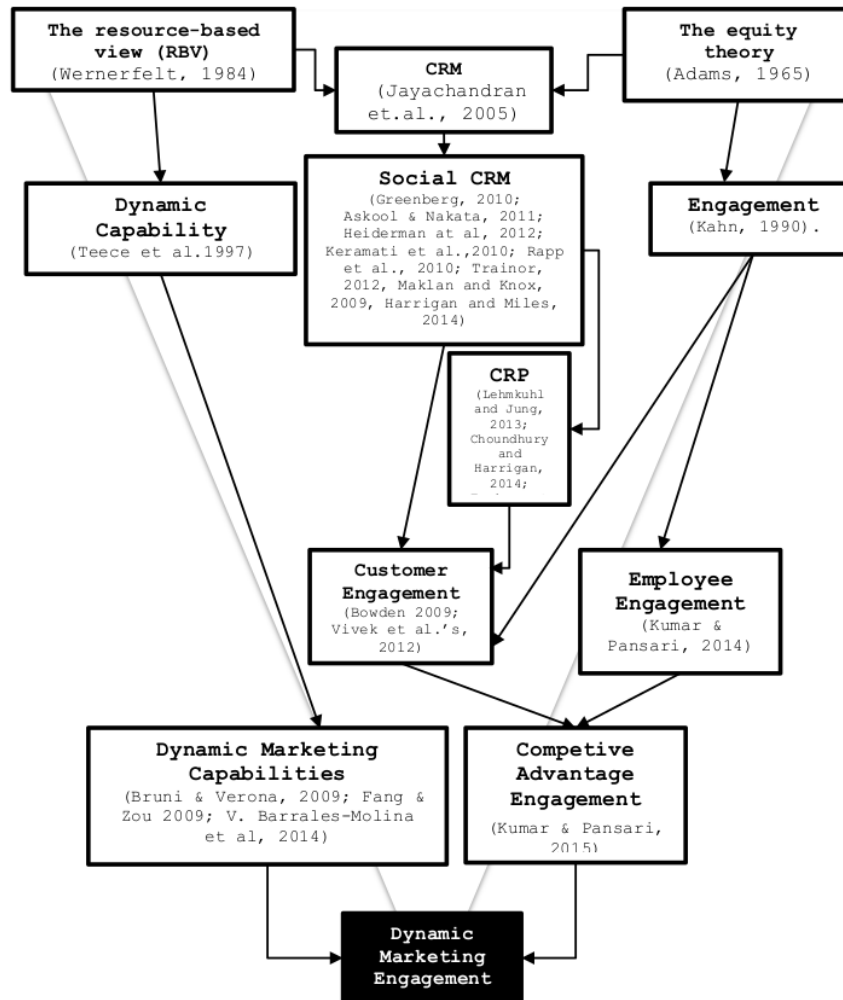 The resource-based
view (RBV)
(Wernerfelt, 1984)
CRM
(Jayachandran
et.al., 2005)
The equity
theory
(Adams, 1965)
Social CRM
(Greenberg, 2010;
Askool & Nakata, 2011;
Heiderman at al, 2012;
Keramati et al.,2010; Rapp
et al., 2010; Trainor,
2012, Maklan and Knox,
2009, Harrigan and Miles,
2014)
Dynamic
Capability
(Teece et al.1997)
Engagement
(Kahn, 1990).
CRP
(Lehmkuhl
and Jung,
2013;
Choundhury
and
Harrigan,
2014;
Customer
Engagement
(Bowden 2009;
Vivek et al.’s,
2012)
Employee
Engagement
(Kumar &
Pansari, 2014)
Dynamic Marketing
Capabilities
(Bruni & Verona, 2009; Fang &
Zou 2009; V. Barrales-Molina
et al, 2014)
Competive
Advantage
Engagement
(Kumar & Pansari,
2015)
Dynamic
Marketing
Engagement